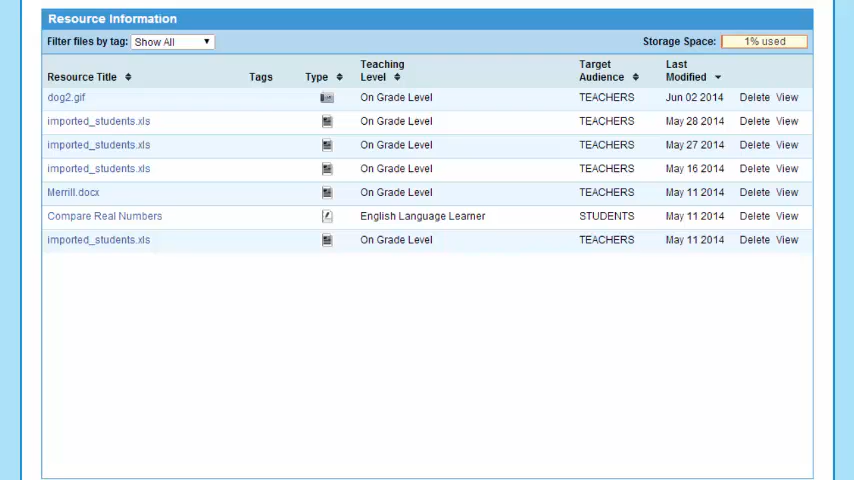 Resource Information
Filter files by tag: Show All Storage Space: 1% used
Resource Title Tags Type Teaching Level Target Audience Last Modified
dog2.gif On Grade Level TEACHERS Jun 02 2014 Delete View
imported_students.xls On Grade Level TEACHERS May 28 2014 Delete View
imported_students.xls On Grade Level TEACHERS May 27 2014 Delete View
imported_students.xls On Grade Level TEACHERS May 16 2014 Delete View
Merrill.docx On Grade Level TEACHERS May 11 2014 Delete View
Compare Real Numbers English Language Learner STUDENTS May 11 2014 Delete View
imported_students.xls On Grade Level TEACHERS May 11 2014 Delete View